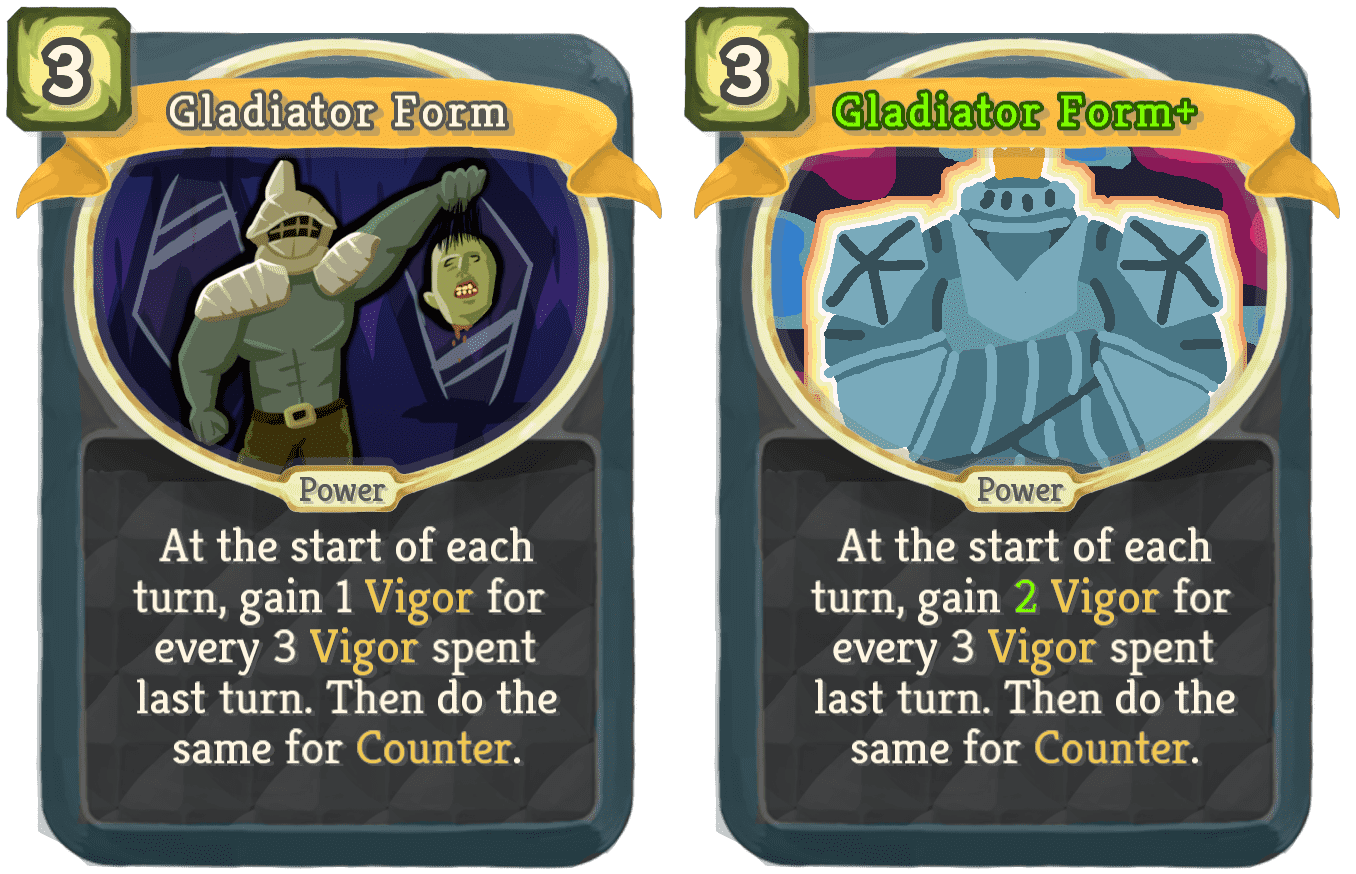 3
Gladiator Form
Power
At the start of each
turn, gain 1 Vigor for
every 3 Vigor spent
last turn. Then do the
same for Counter.
3
Gladiator Form+
Power
At the start of each
turn, gain 2 Vigor for
every 3 Vigor spent
last turn. Then do the
same for Counter.